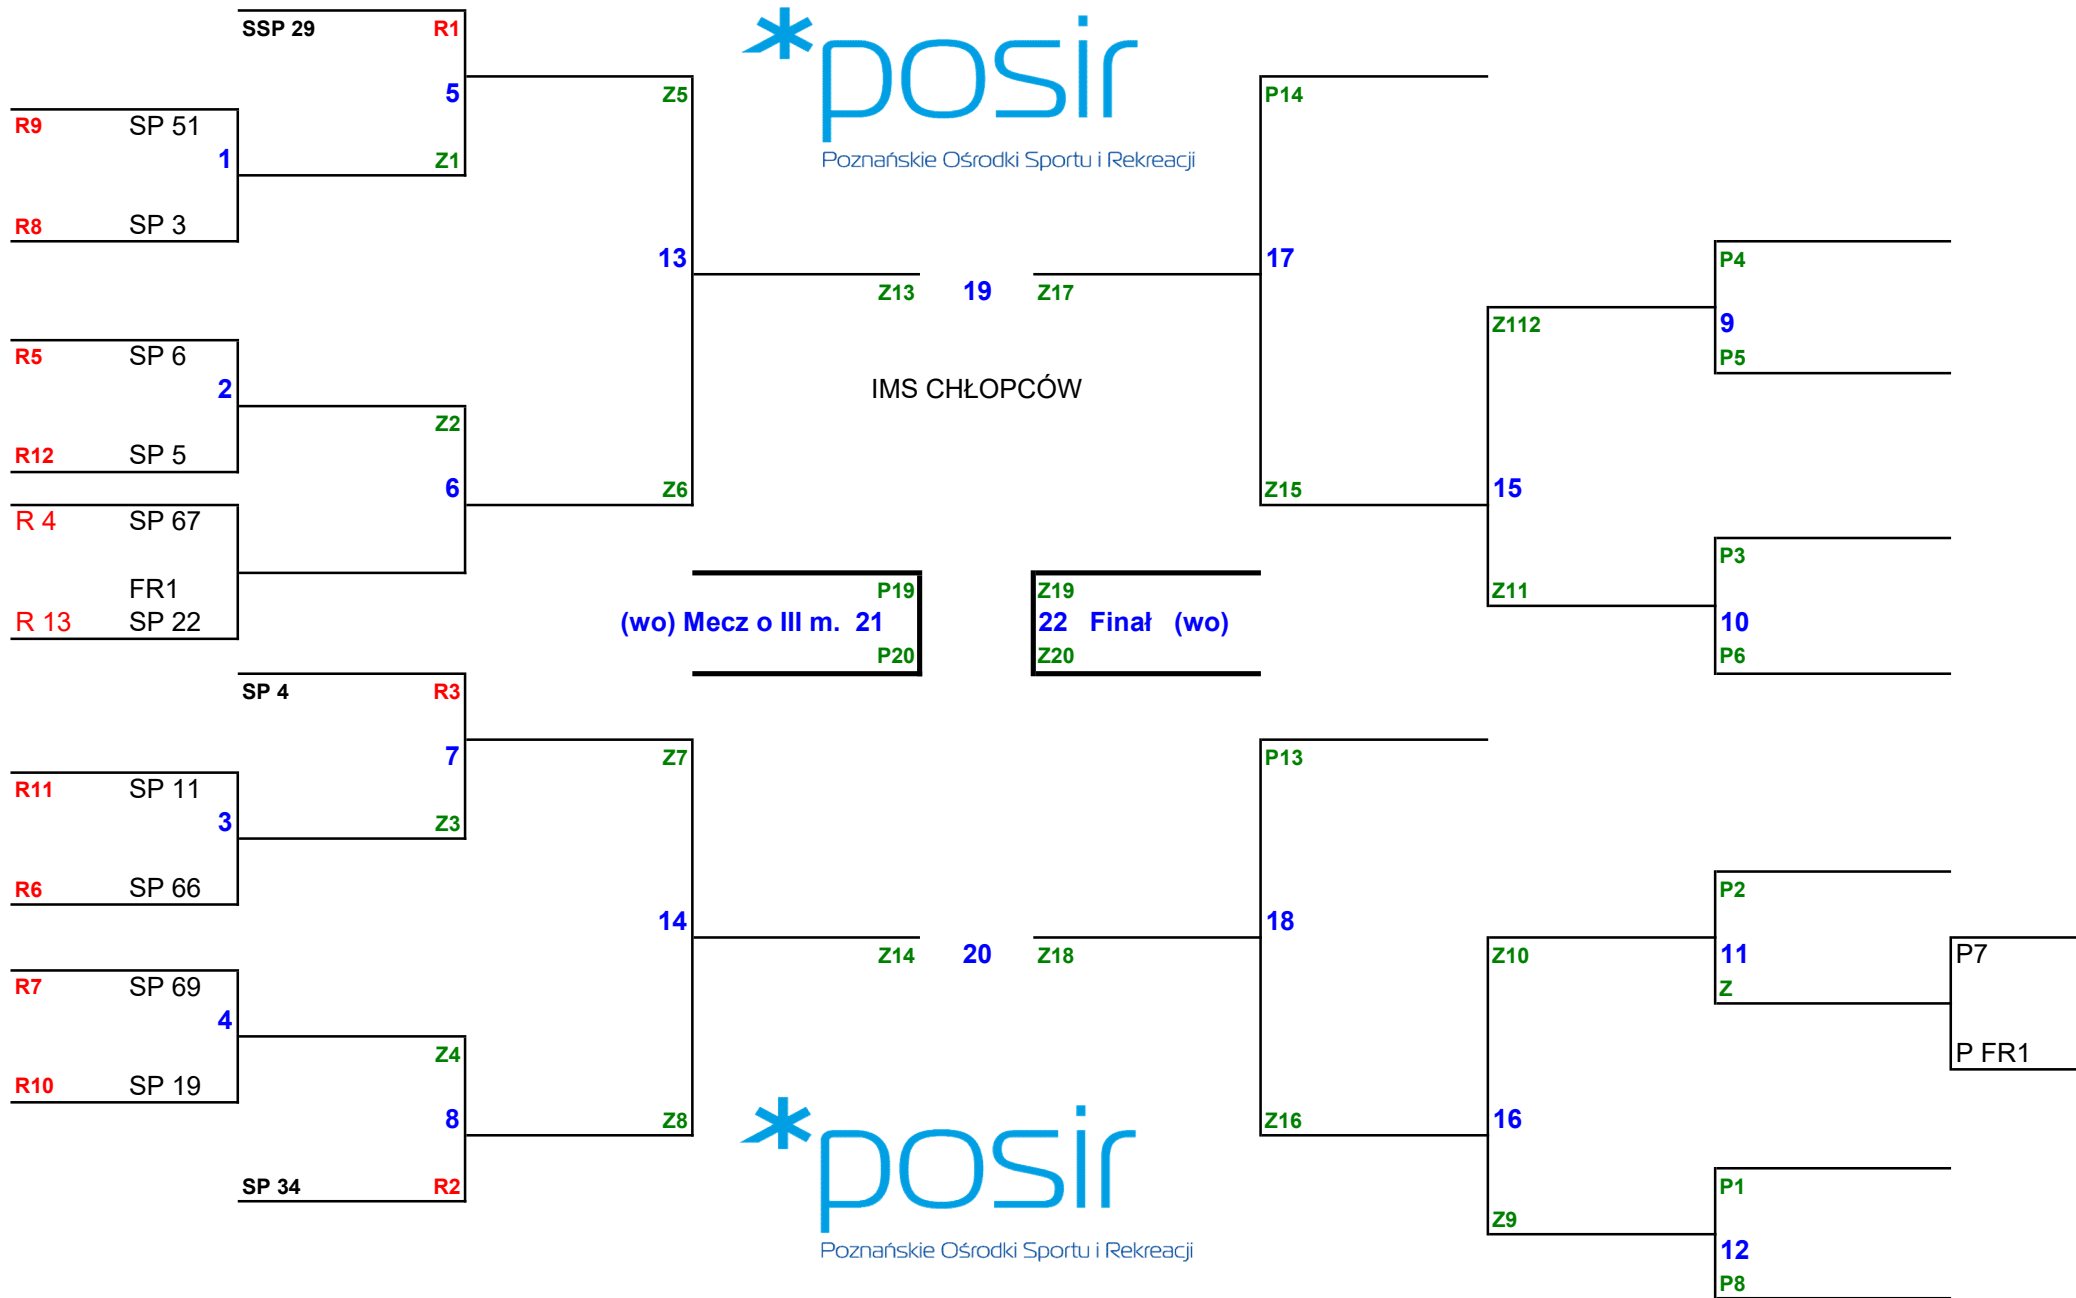 SSP 29 R1
posir
5 Z5 P14
R9 SP 51
1 Z1
Poznańskie Ośrodki Sportu i Rekreacji
R8 SP 3
13 17
P4
Z13 19 Z17
Z112 9
R5 SP 6
P5
2 IMS CHŁOPCÓW
Z2
R12 SP 5
6 Z6 Z15 15
R 4 SP 67
P3
FR1 P19 Z19 Z11
R 13 SP 22 (wo) Mecz o III m. 21 22 Finał (wo) 10
P20 Z20 P6
SP 4 R3
7 Z7 P13
R11 SP 11
3 Z3
R6 SP 66 P2
14 18
Z14 20 Z18 Z10 11 P7
R7 SP 69 Z
4
Z4 P FR1
R10 SP 19
8 Z8 Z16 16
posir
SP 34 R2 P1
Z9
Poznańskie Ośrodki Sportu i Rekreacji 12
P8